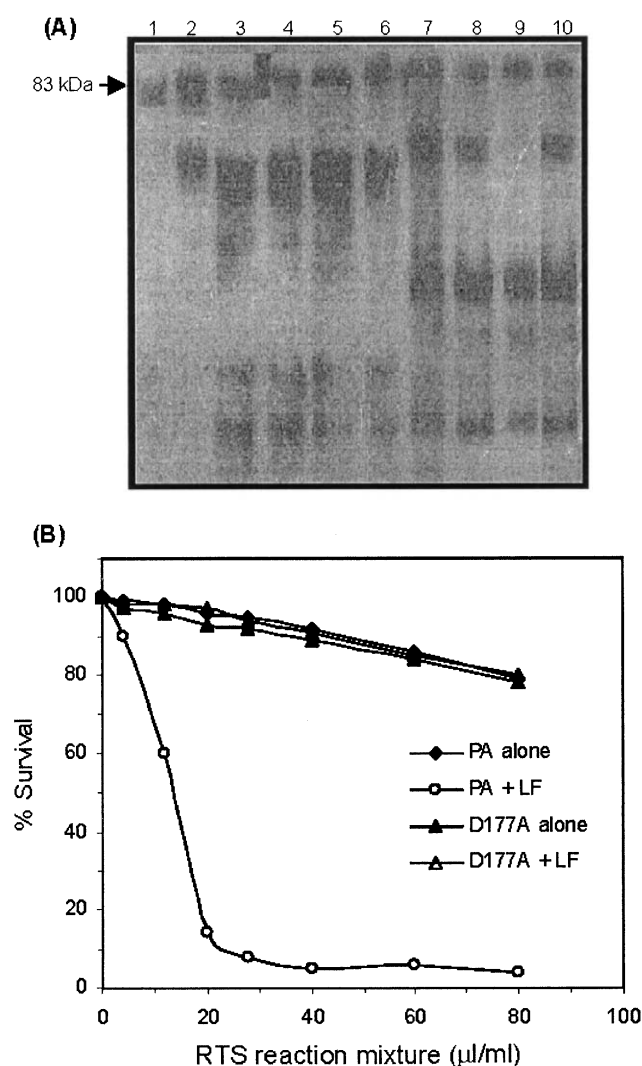 (A)
1 2 3 4 5 6 7 8 9 10
83 kDa
(B)
100
80
60
40
20
0
% Survival
PA alone
PA + LF
D177A alone
D177A + LF
0 20 40 60 80 100
RTS reaction mixture (µl/ml)